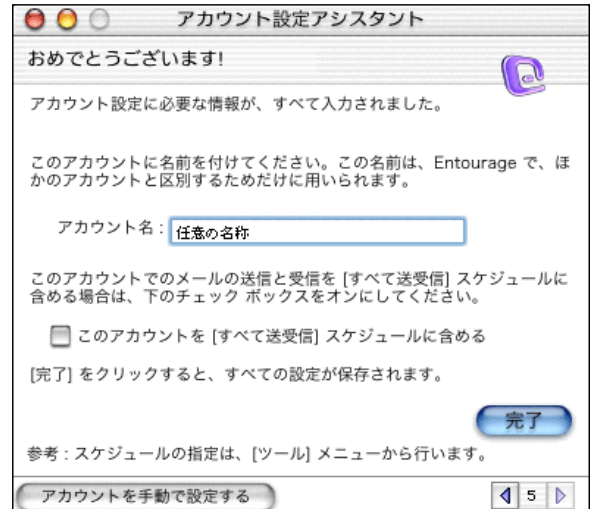 アカウント設定アシスタント
おめでとうございます!
アカウント設定に必要な情報が、すべて入力されました。
このアカウントに名前を付けてください。この名前は、Entourage で、ほ
かのアカウントと区別するためだけに用いられます。
アカウント名 : 任意の名称
このアカウントでのメールの送信と受信を [すべて送受信] スケジュールに
含める場合は、下のチェック ボックスをオンにしてください。
このアカウントを [すべて送受信] スケジュールに含める
[完了] をクリックすると、すべての設定が保存されます。
完了
参考 : スケジュールの指定は、[ツール] メニューから行います。
アカウントを手動で設定する 5